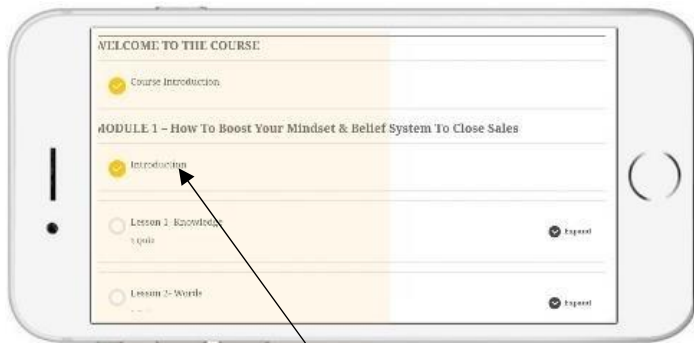 WELCOME TO THE COURSE
Course Introduction
MODULE 1 – How To Boost Your Mindset & Belief System To Close Sales
Introduction
Lesson 1- Knowledge
1 Quiz
Expand
Lesson 2- Words
Expand